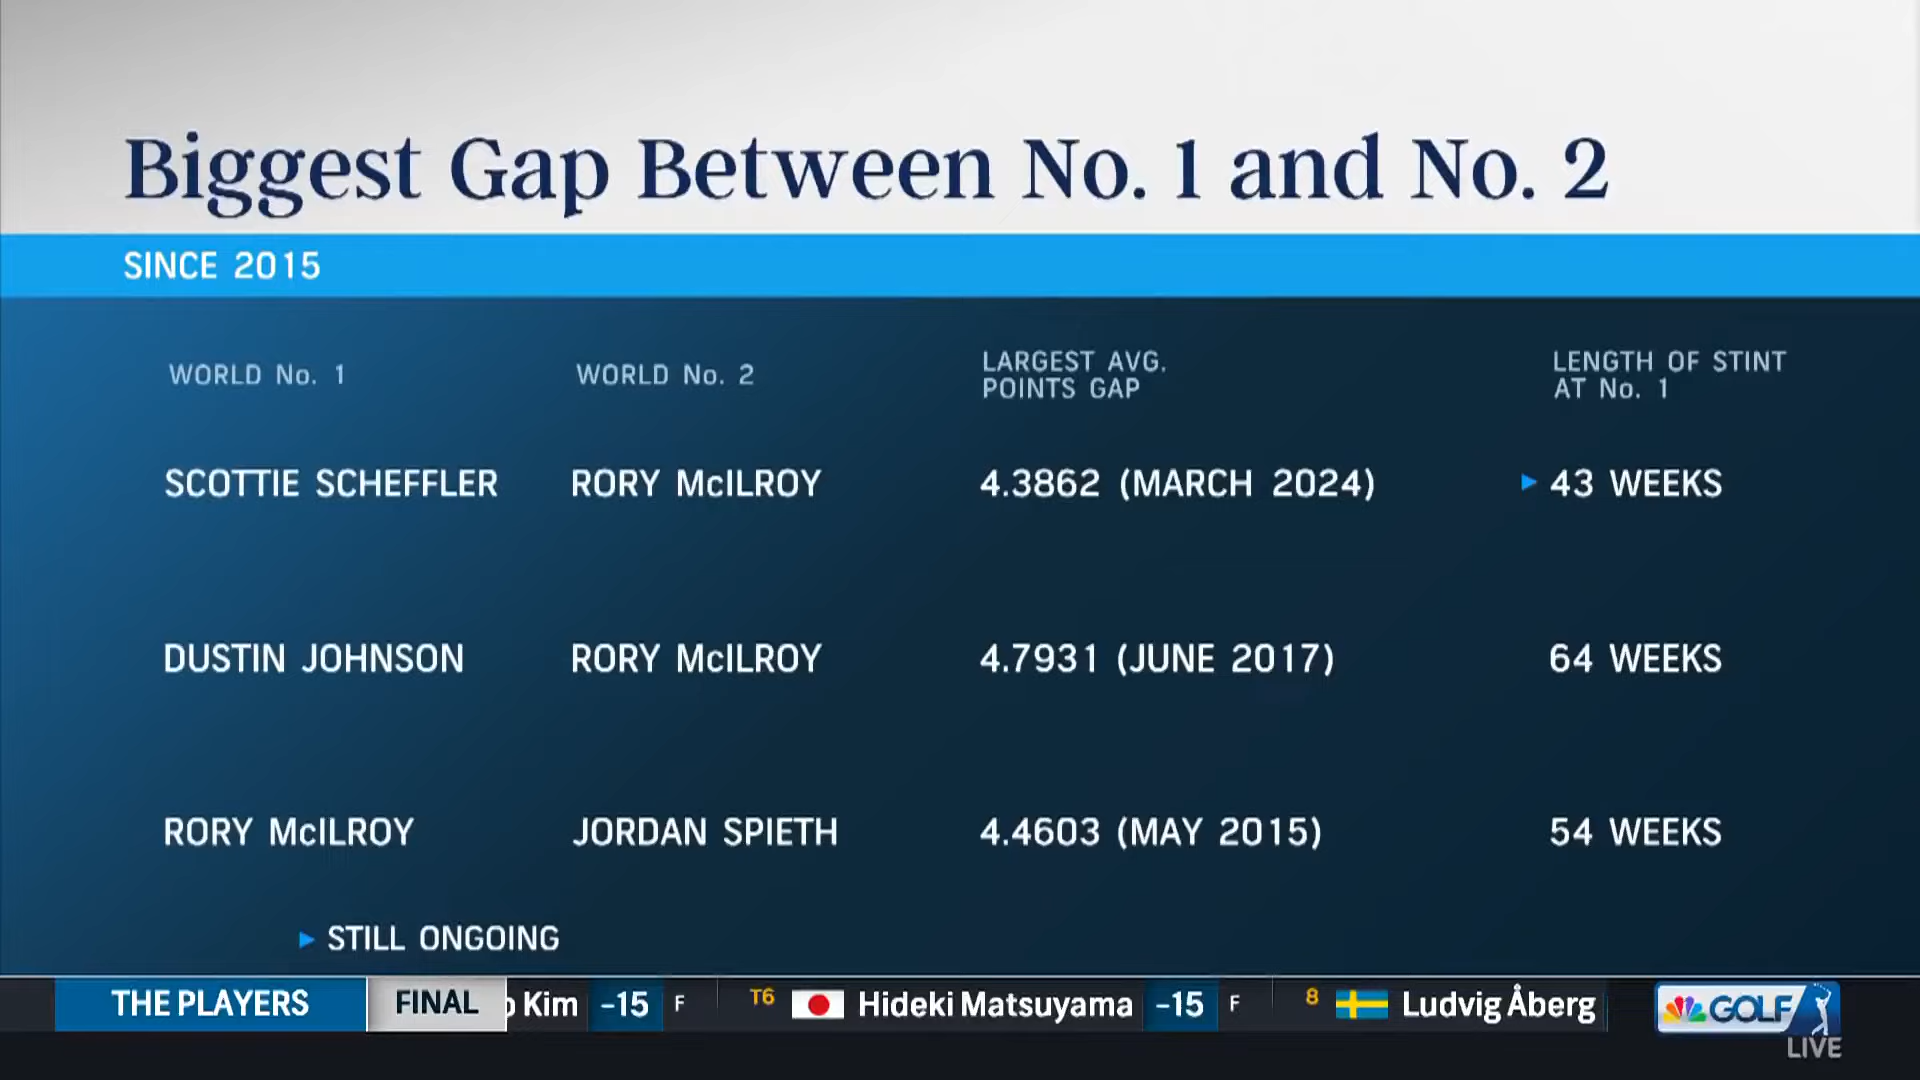 Biggest Gap Between No. 1 and No. 2
SINCE 2015
WORLD No. 1 WORLD No. 2 LARGEST AVG. POINTS GAP LENGTH OF STINT AT No. 1
SCOTTIE SCHEFFLER RORY McILROY 4.3862 (MARCH 2024) 43 WEEKS
DUSTIN JOHNSON RORY McILROY 4.7931 (JUNE 2017) 64 WEEKS
RORY McILROY JORDAN SPIETH 4.4603 (MAY 2015) 54 WEEKS
STILL ONGOING
THE PLAYERS FINAL Kim -15 F T6 Hideki Matsuyama -15 F 8 Ludvig Åberg GOLF
LIVE